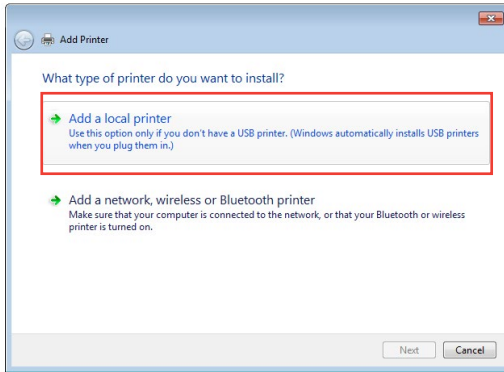 Add Printer
What type of printer do you want to install?
Add a local printer
Use this option only if you don't have a USB printer. (Windows automatically installs USB printers
when you plug them in.)
Add a network, wireless or Bluetooth printer
Make sure that your computer is connected to the network, or that your Bluetooth or wireless
printer is turned on.
Next
Cancel